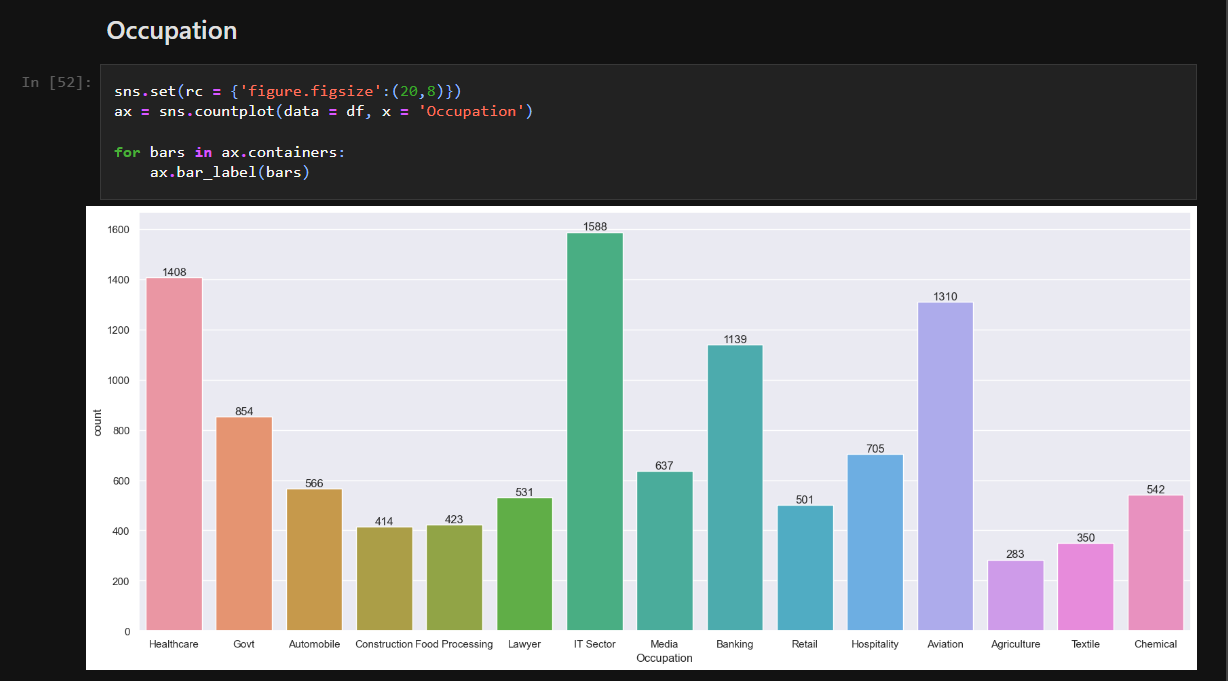 Occupation
In [52]:
sns.set(rc = {'figure.figsize':(20,8)})
ax = sns.countplot(data = df, x = 'Occupation')
for bars in ax.containers:
    ax.bar_label(bars)
1600
1400
1200
1000
800
600
400
200
0
count
1408
854
566
414
423
531
1588
637
1139
501
705
1310
283
350
542
Healthcare Govt Automobile Construction Food Processing Lawyer IT Sector Media Banking Retail Hospitality Aviation Agriculture Textile Chemical
Occupation